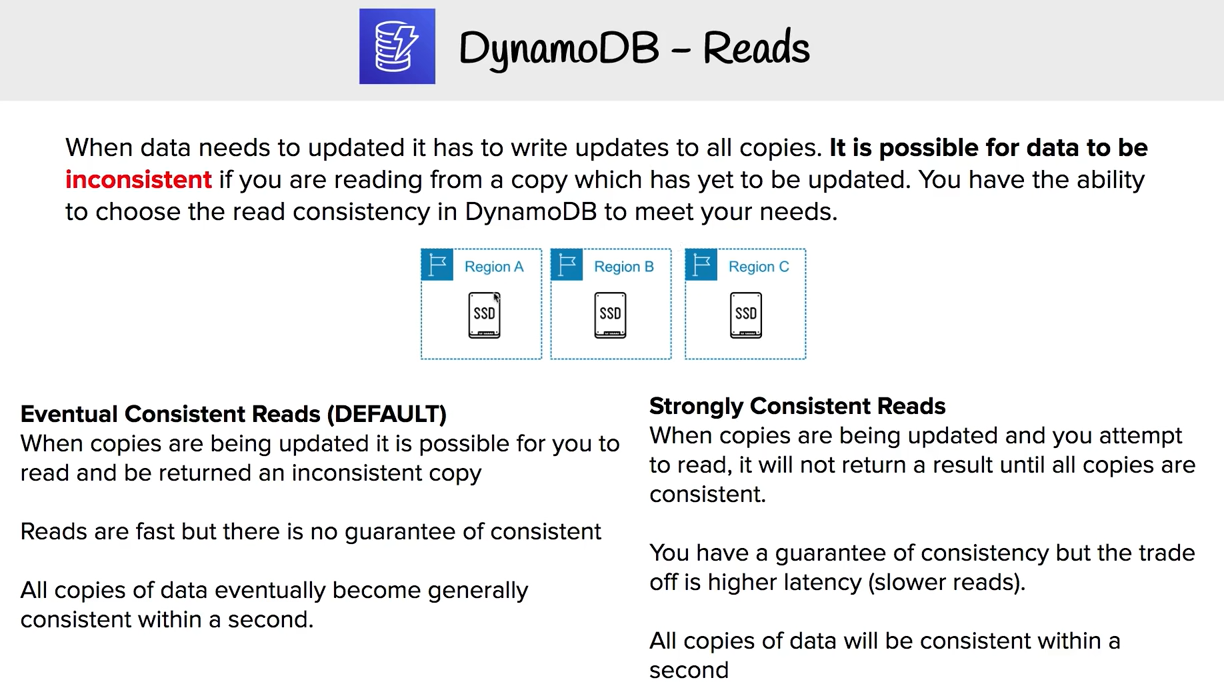 DynamoDB – Reads
When data needs to updated it has to write updates to all copies. It is possible for data to be
inconsistent if you are reading from a copy which has yet to be updated. You have the ability
to choose the read consistency in DynamoDB to meet your needs.
Region A
Region B
Region C
SSD
SSD
SSD
Eventual Consistent Reads (DEFAULT)
When copies are being updated it is possible for you to
read and be returned an inconsistent copy
Reads are fast but there is no guarantee of consistent
All copies of data eventually become generally
consistent within a second.
Strongly Consistent Reads
When copies are being updated and you attempt
to read, it will not return a result until all copies are
consistent.
You have a guarantee of consistency but the trade
off is higher latency (slower reads).
All copies of data will be consistent within a
second